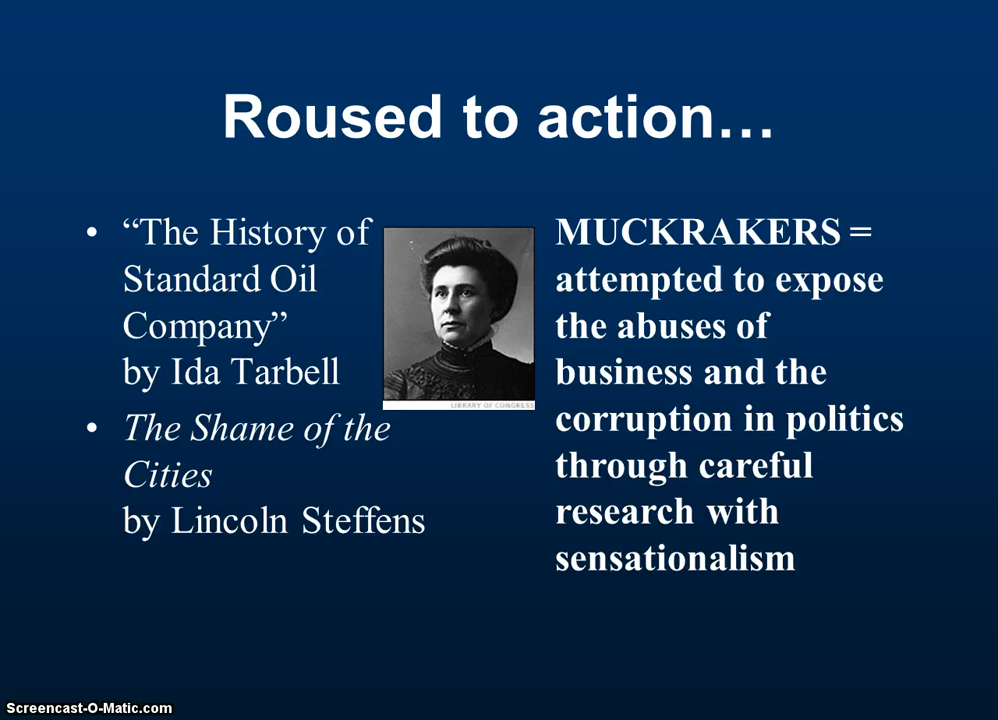 Roused to action…
• “The History of
Standard Oil
Company”
by Ida Tarbell
• The Shame of the
Cities
by Lincoln Steffens
LIBRARY OF CONGRESS
MUCKRAKERS =
attempted to expose
the abuses of
business and the
corruption in politics
through careful
research with
sensationalism
Screencast-O-Matic.com